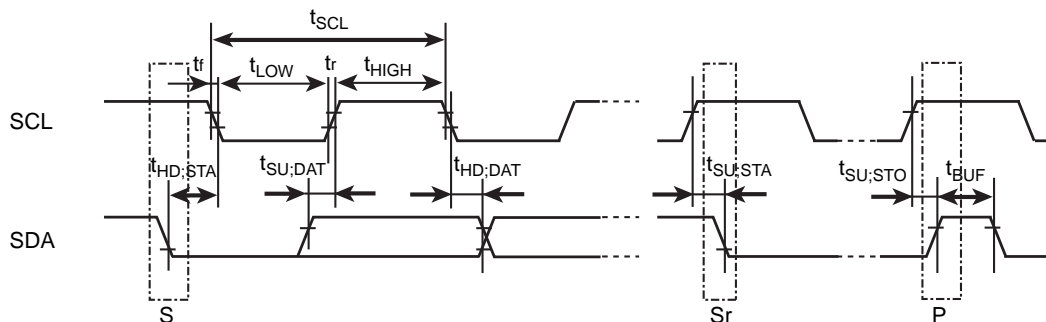 tSCL
tf tLOW tr tHIGH
SCL
tHD;STA tSU;DAT tHD;DAT tSU;STA tSU;STO tBUF
SDA
S Sr P